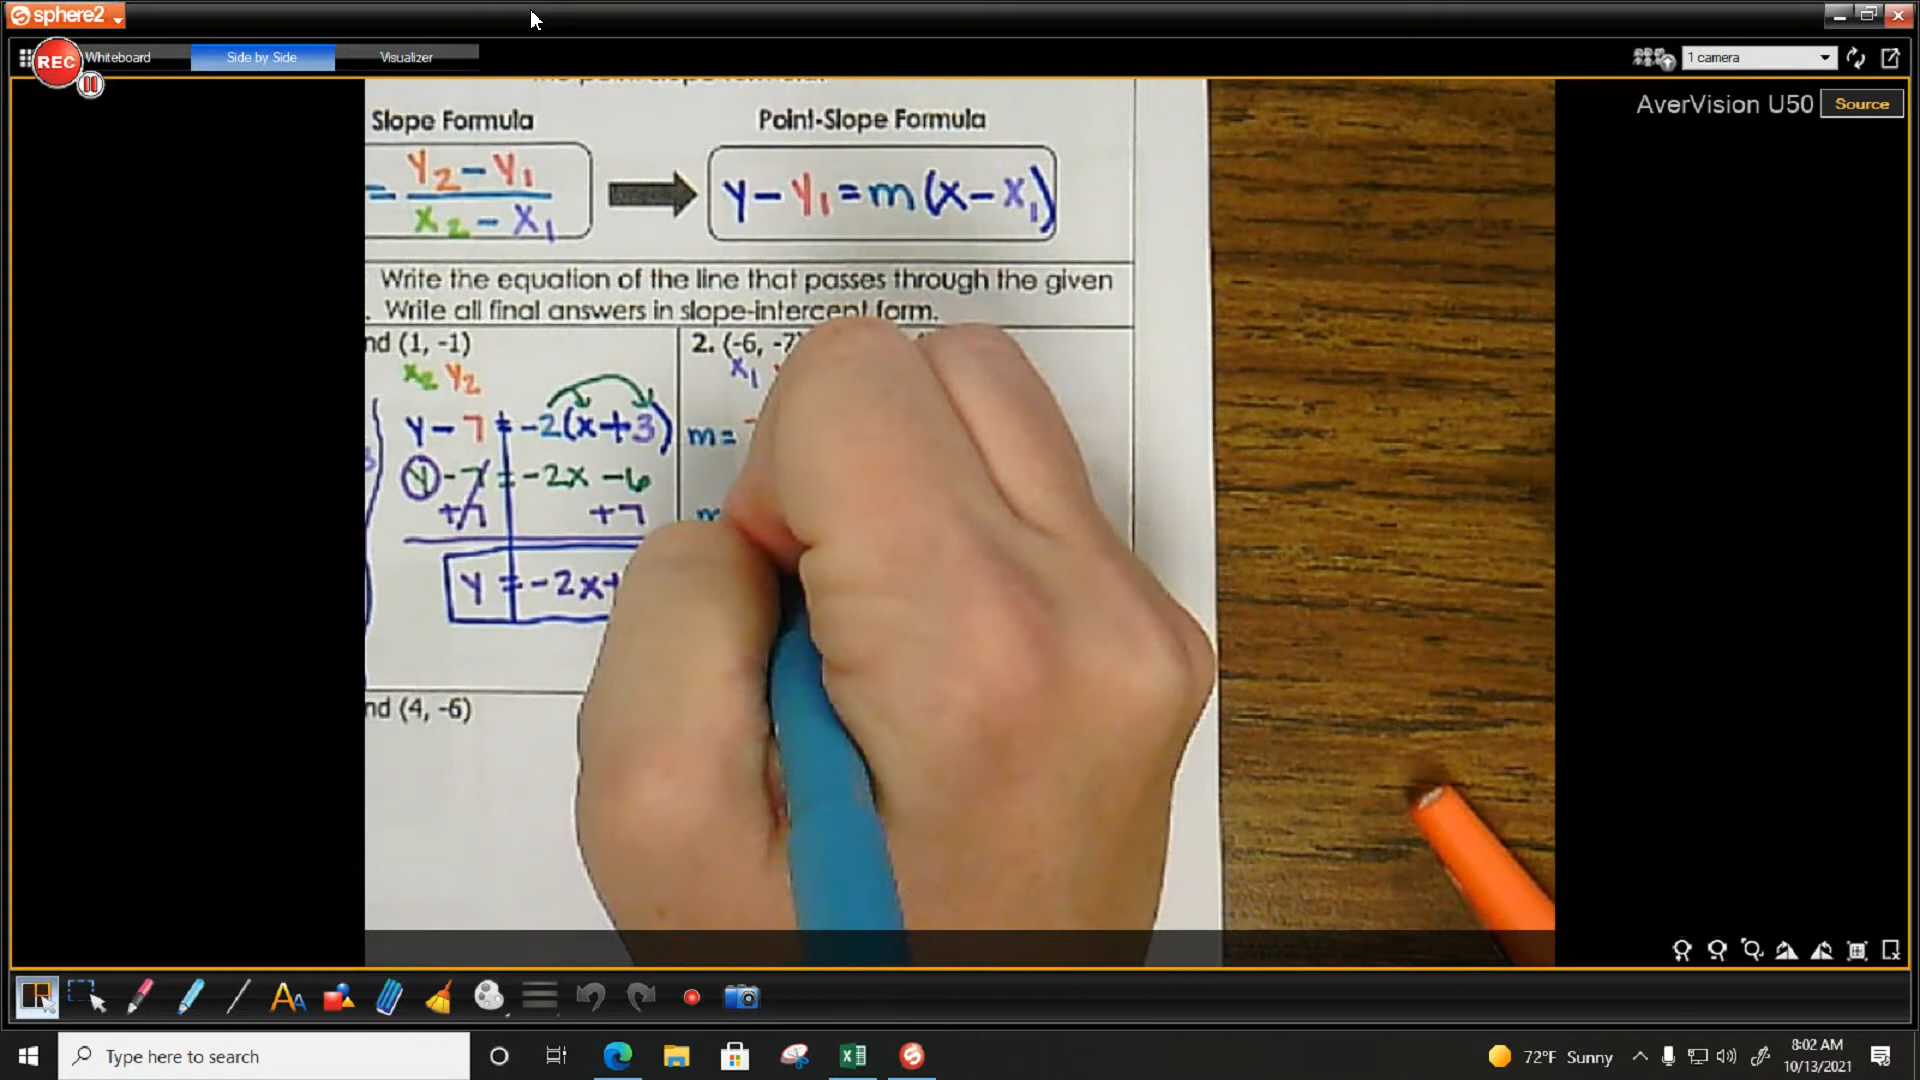 sphere2
REC
Whiteboard
Side by Side
Visualizer
1 camera
AverVision U50
Source
Slope Formula
Point-Slope Formula
= y₂ - y₁
x₂ - x₁
y - y₁ = m(x - x₁)
Write the equation of the line that passes through the given
. Write all final answers in slope-intercept form.
nd (1, -1)
x₂ y₂
y - 7 = -2(x + 3)
y - 7 = -2x - 6
+7 +7
y = -2x+
2. (-6, -7)
x₁
m =
m
nd (4, -6)
Type here to search
72°F Sunny
8:02 AM
10/13/2021